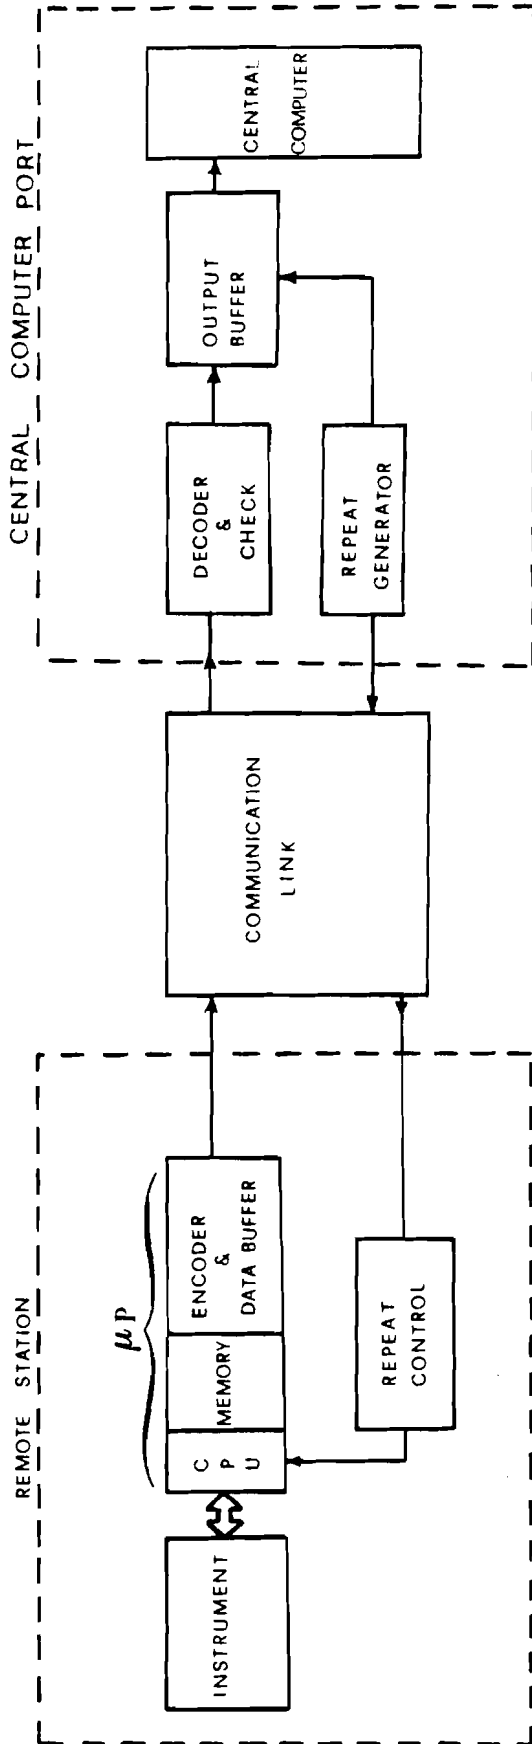 REMOTE STATION
μP
INSTRUMENT
C
P
U
MEMORY
ENCODER
&
DATA BUFFER
REPEAT
CONTROL
COMMUNICATION
LINK
CENTRAL COMPUTER PORT
DECODER
&
CHECK
REPEAT
GENERATOR
OUTPUT
BUFFER
CENTRAL
COMPUTER